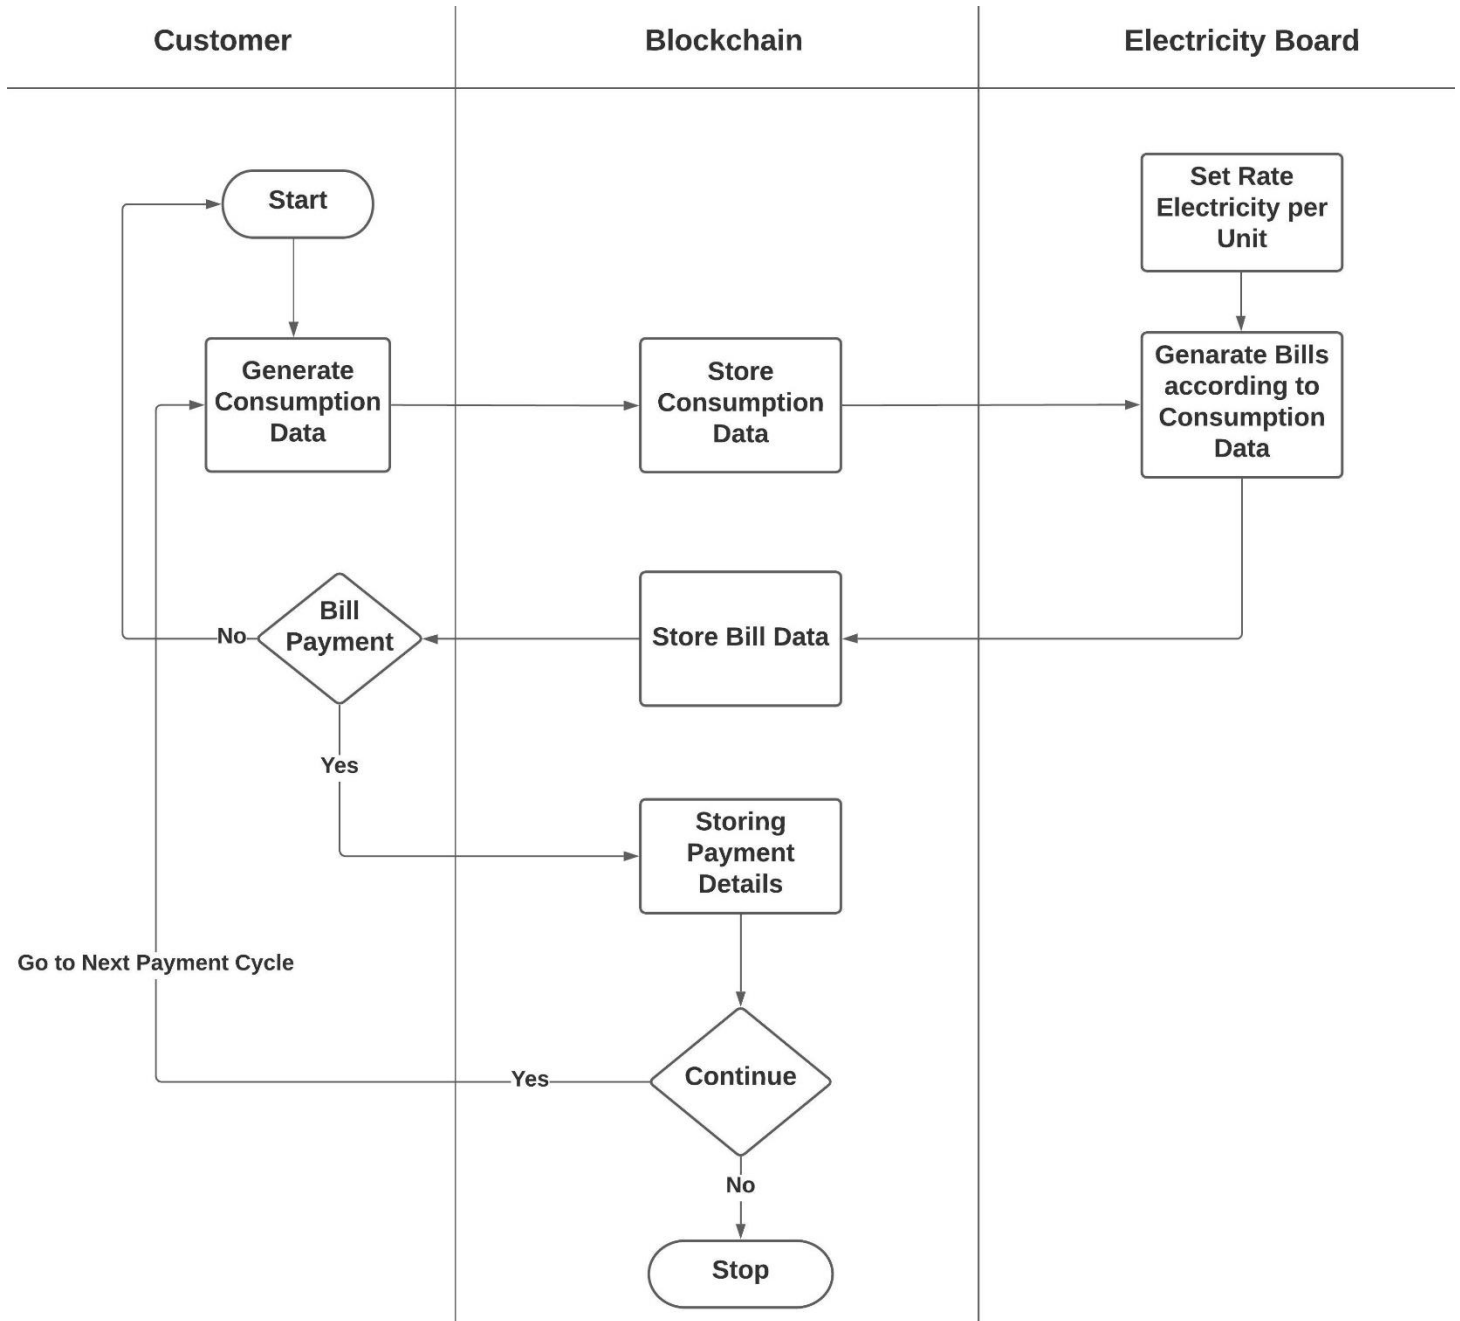 Customer
Blockchain
Electricity Board
Start
Set Rate
Electricity per
Unit
Generate
Consumption
Data
Store
Consumption
Data
Genarate Bills
according to
Consumption
Data
Bill
Payment
No
Store Bill Data
Yes
Storing
Payment
Details
Go to Next Payment Cycle
Continue
Yes
No
Stop